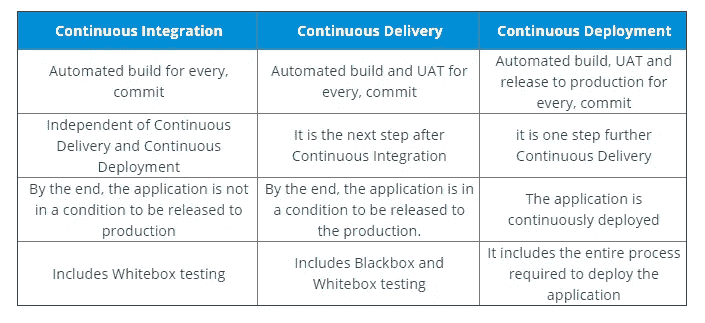 Continuous Integration
Continuous Delivery
Continuous Deployment
Automated build for every,
commit
Automated build and UAT for
every, commit
Automated build, UAT and
release to production for
every, commit
Independent of Continuous
Delivery and Continuous
Deployment
It is the next step after
Continuous Integration
it is one step further
Continuous Delivery
By the end, the application is not
in a condition to be released to
production
By the end, the application is in
a condition to be released to
the production.
The application is
continuously deployed
Includes Whitebox testing
Includes Blackbox and
Whitebox testing
It includes the entire process
required to deploy the
application